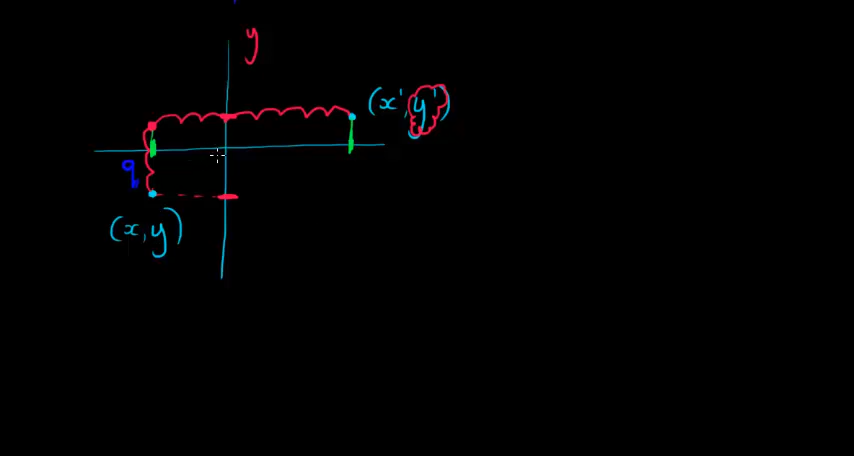 y
(x', y')
q
(x, y)